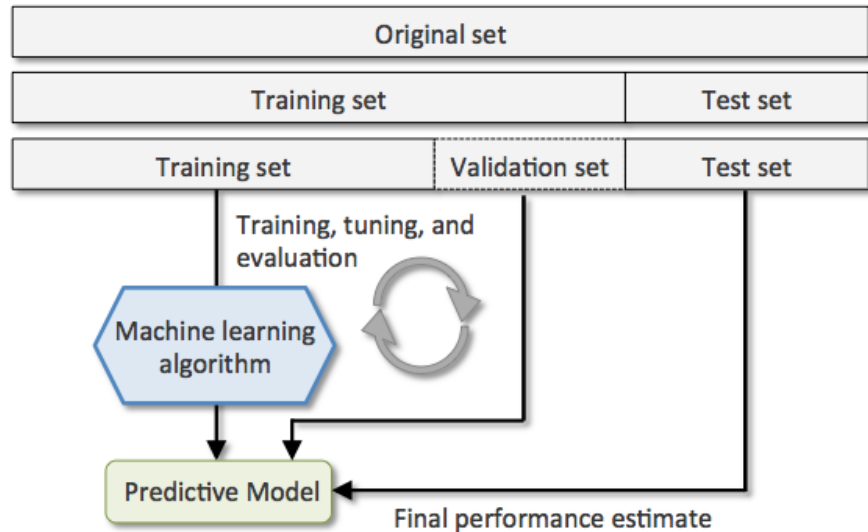 Original set
Training set
Test set
Training set
Validation set
Test set
Training, tuning, and
evaluation
Machine learning
algorithm
Predictive Model
Final performance estimate